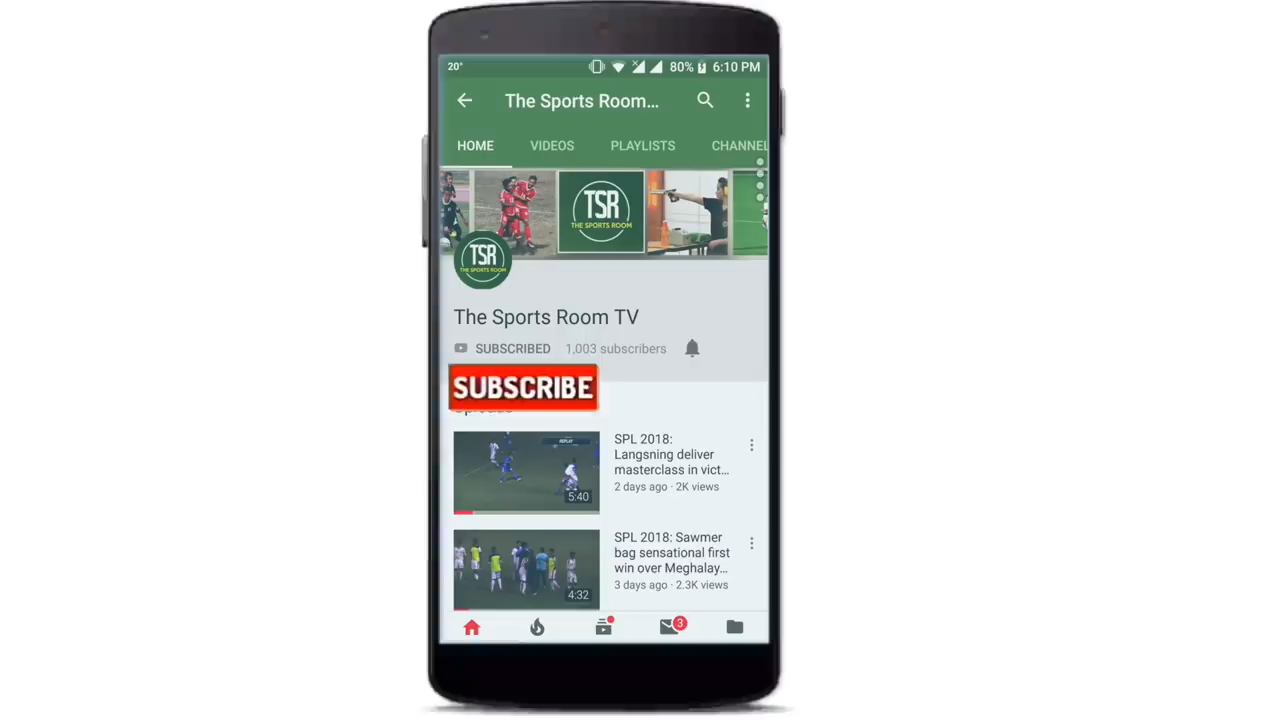 20° 80% 6:10 PM
The Sports Room...
HOME VIDEOS PLAYLISTS CHANNEL
TSR
THE SPORTS ROOM
TSR
THE SPORTS ROOM
The Sports Room TV
SUBSCRIBED 1,003 subscribers
SUBSCRIBE
REPLAY
5:40
SPL 2018:
Langsning deliver
masterclass in vict...
2 days ago · 2K views
4:32
SPL 2018: Sawmer
bag sensational first
win over Meghalay...
3 days ago · 2.3K views
3